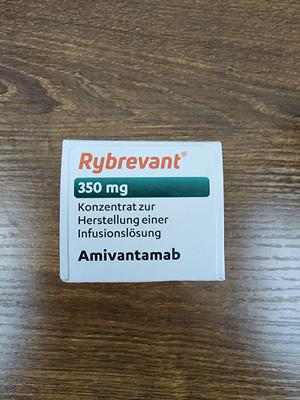 Rybrevant®
350 mg
Konzentrat zur
Herstellung einer
Infusionslösung
Amivantamab